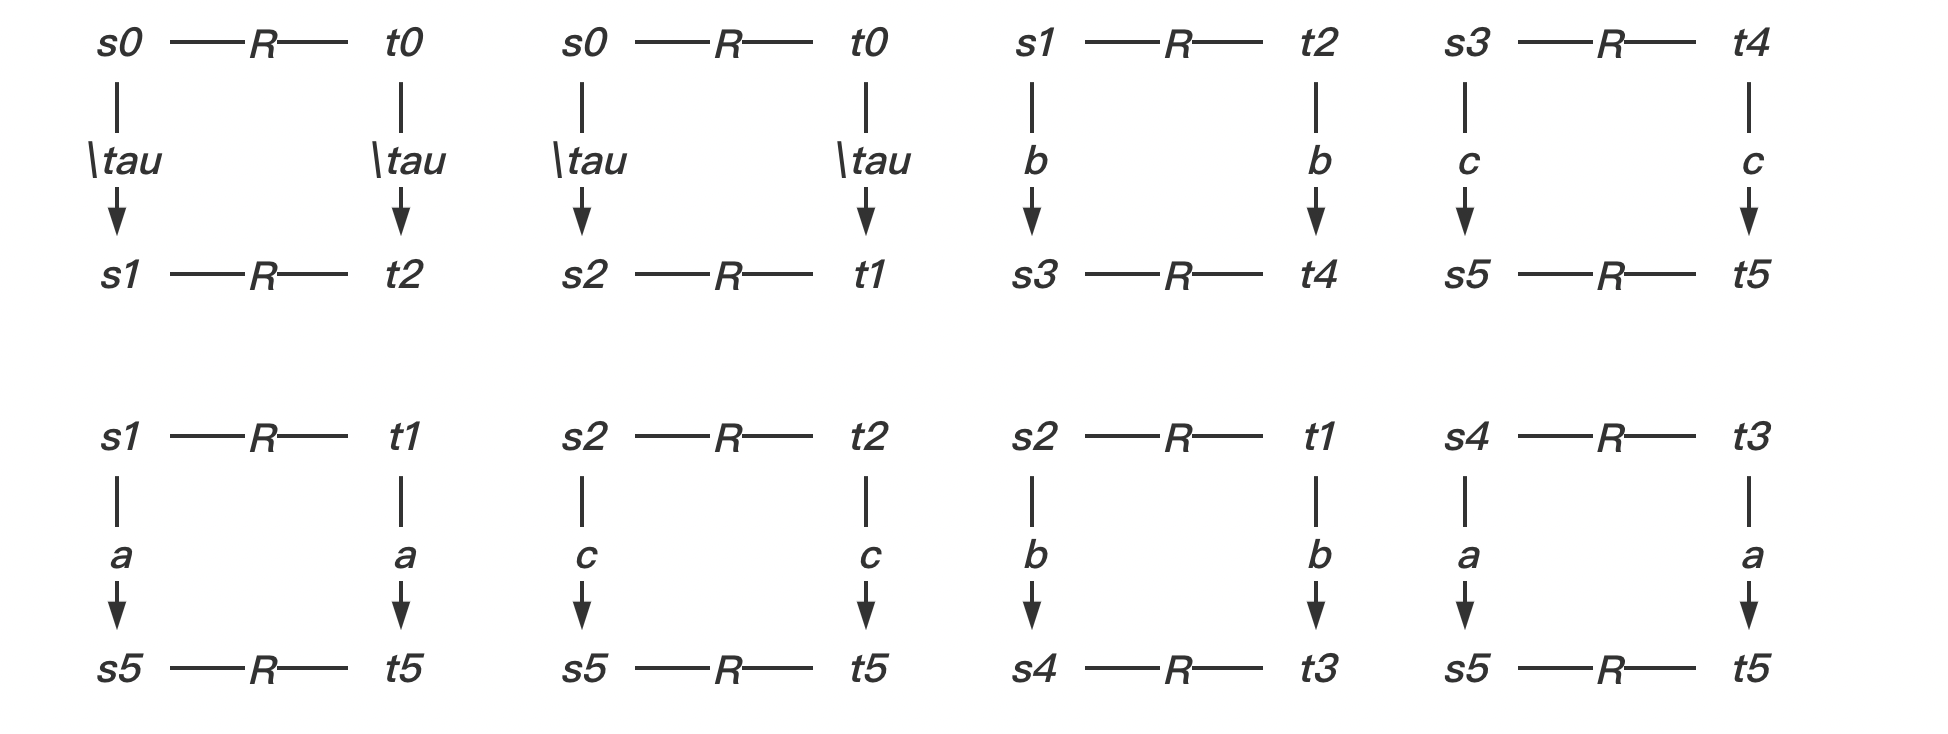 s0 R t0 s0 R t0 s1 R t2 s3 R t4
\tau \tau \tau \tau b b c c
s1 R t2 s2 R t1 s3 R t4 s5 R t5
s1 R t1 s2 R t2 s2 R t1 s4 R t3
a a c c b b a a
s5 R t5 s5 R t5 s4 R t3 s5 R t5